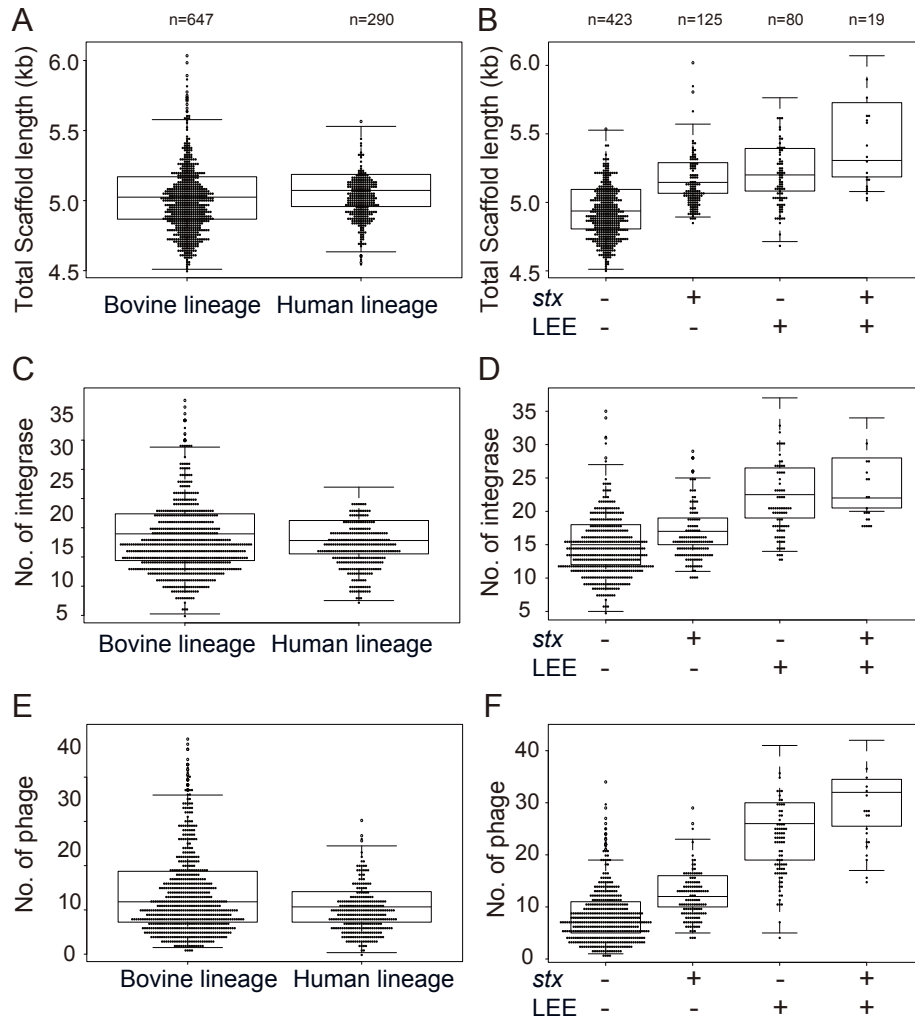 A
n=647 n=290
Total Scaffold length (kb)
6.0
5.5
5.0
4.5
Bovine lineage Human lineage
B
n=423 n=125 n=80 n=19
Total Scaffold length (kb)
6.0
5.5
5.0
4.5
stx - + - +
LEE - - + +
C
No. of integrase
35
30
20
15
10
5
Bovine lineage Human lineage
D
No. of integrase
35
30
25
20
15
10
5
stx - + - +
LEE - - + +
E
No. of phage
40
30
20
10
0
Bovine lineage Human lineage
F
No. of phage
40
30
20
10
0
stx - + - +
LEE - - + +